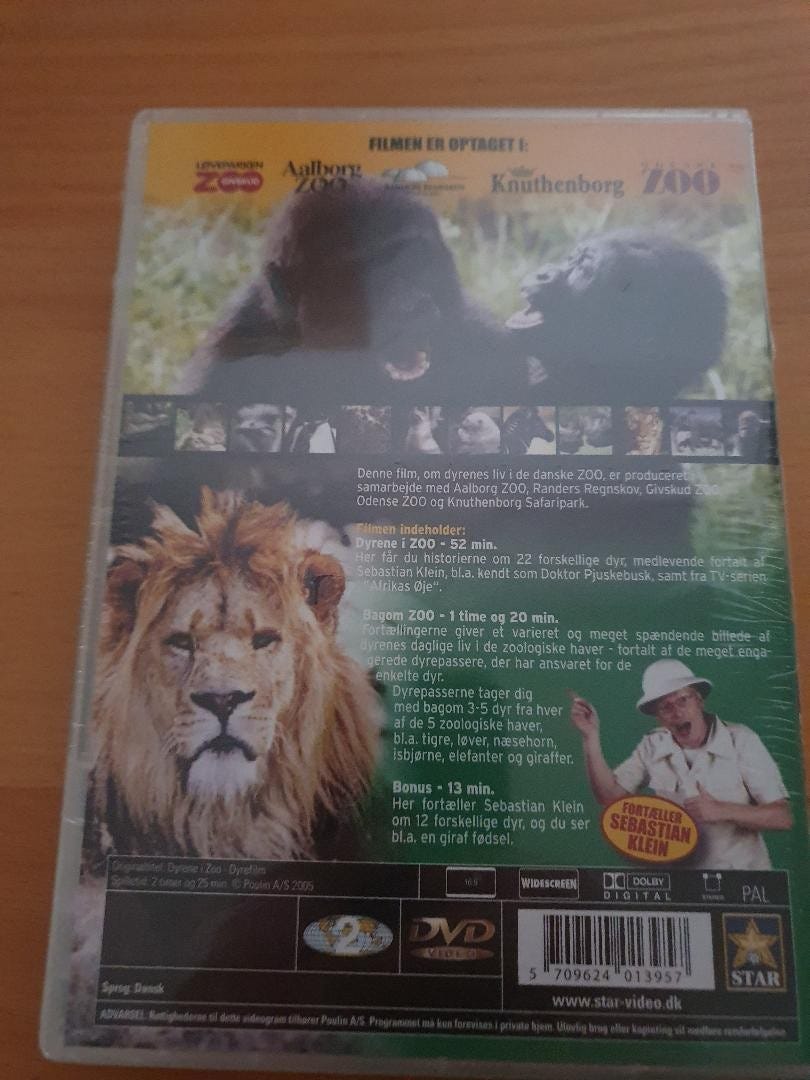 FILMEN ER OPTAGET I:
LØVEPARKEN
ZOO GIVSKUD
Aalborg
ZOO
Knuthenborg
ODENSE
ZOO
Denne film, om dyrenes liv i de danske ZOO, er produceret i
samarbejde med Aalborg ZOO, Randers Regnskov, Givskud ZOO,
Odense ZOO og Knuthenborg Safaripark.
Filmen indeholder:
Dyrene i ZOO - 52 min.
Her får du historierne om 22 forskellige dyr, medlevende fortalt af
Sebastian Klein, bl.a. kendt som Doktor Pjuskebusk, samt fra TV-serien
"Afrikas Øje".
Bagom ZOO - 1 time og 20 min.
Fortællingerne giver et varieret og meget spændende billede af
dyrenes daglige liv i de zoologiske haver - fortalt af de meget enga-
gerede dyrepassere, der har ansvaret for de
enkelte dyr.
Dyrepasserne tager dig
med bagom 3-5 dyr fra hver
af de 5 zoologiske haver,
bl.a. tigre, løver, næsehorn,
isbjørne, elefanter og giraffer.
Bonus - 13 min.
Her fortæller Sebastian Klein
om 12 forskellige dyr, og du ser
bl.a. en giraf fødsel.
FORTÆLLER
SEBASTIAN
KLEIN
Originaltitel: Dyrene i Zoo - Dyrefilm
Spilletid: 2 timer og 25 min. © Poulin A/S 2005
16:9
WIDESCREEN
DOLBY
DIGITAL
STEREO
PAL
2
DVD
VIDEO
5 709624 013957
STAR
www.star-video.dk
Sprog: Dansk
ADVARSEL: Rettighederne til dette videogram tilhører Poulin A/S. Programmet må kun forevises i private hjem. Ulovlig brug eller kopiering vil medføre retsforfølgelse